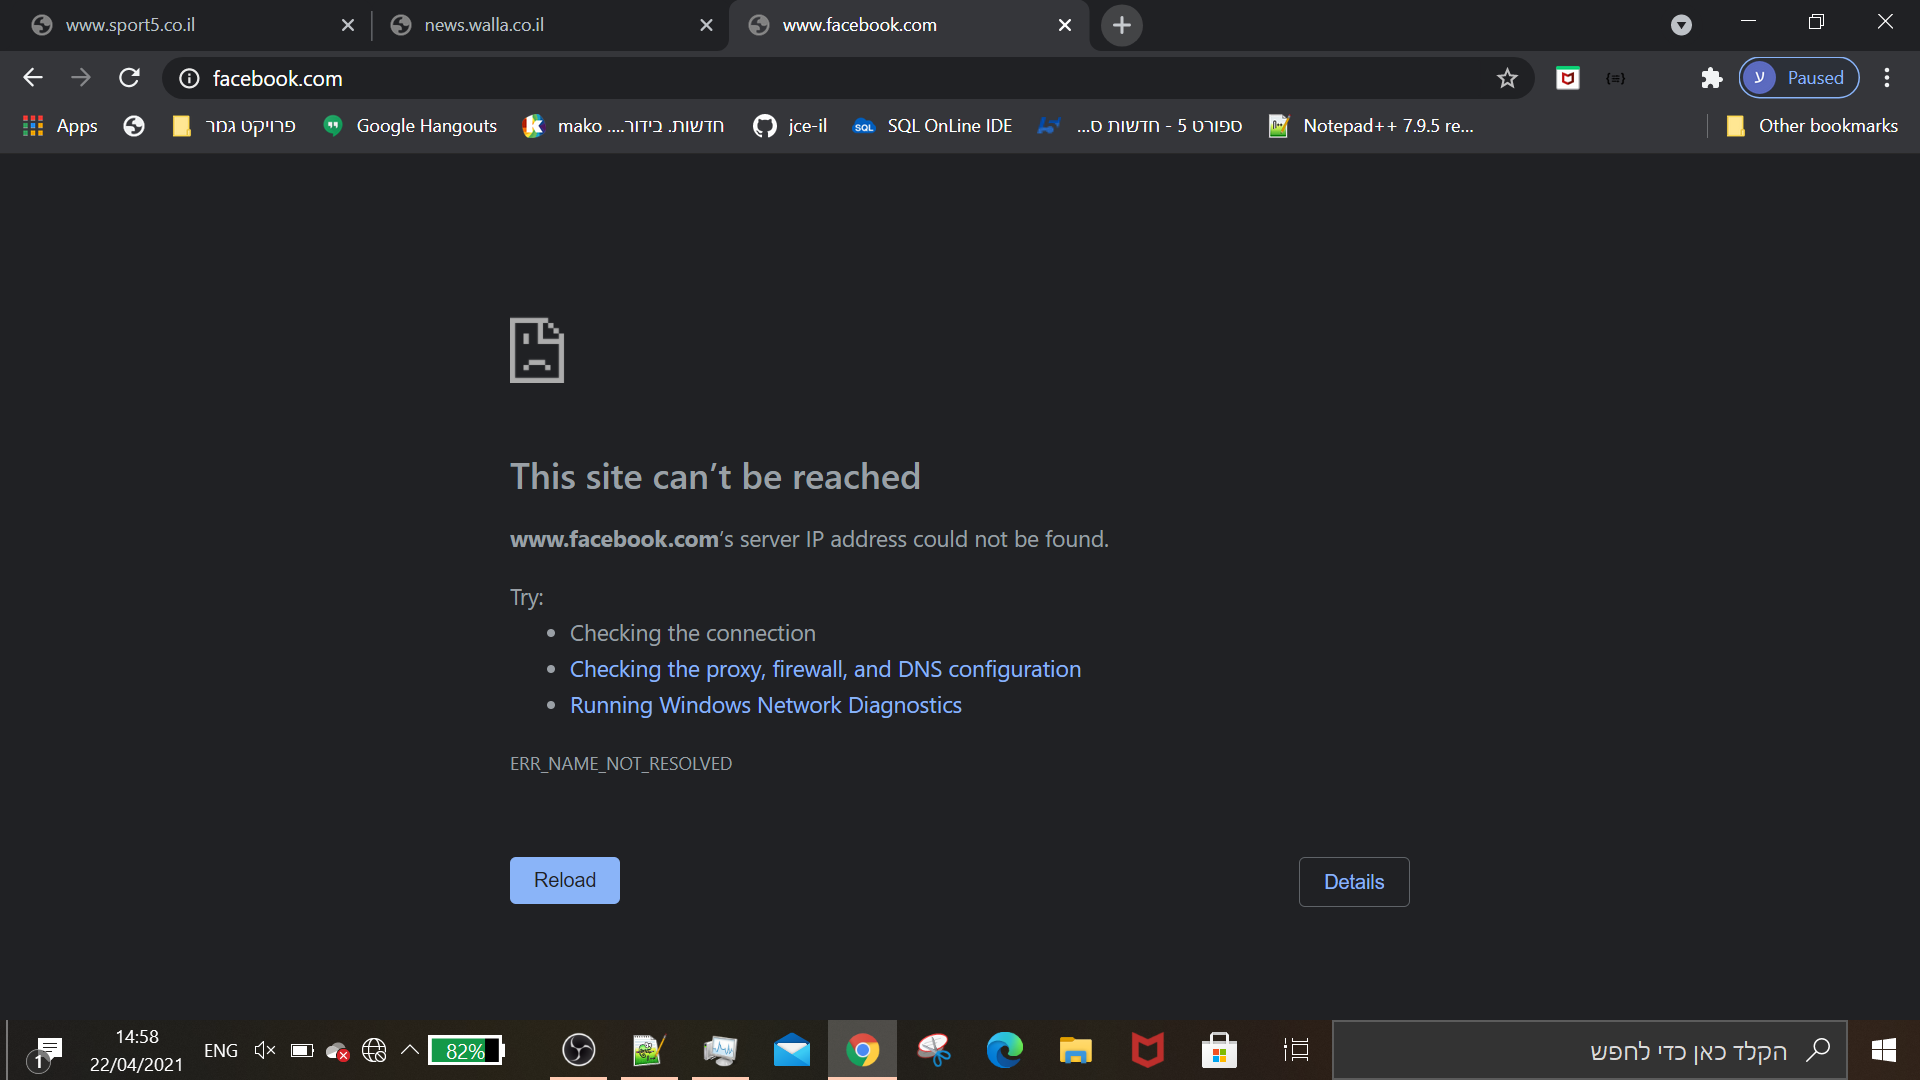 www.sport5.co.il
news.walla.co.il
www.facebook.com
facebook.com
ע Paused
Apps
פרויקט גמר
Google Hangouts
mako ....חדשות. בידור
jce-il
SQL SQL OnLine IDE
ספורט 5 - חדשות ס...
Notepad++ 7.9.5 re...
Other bookmarks
This site can’t be reached
www.facebook.com’s server IP address could not be found.
Try:
• Checking the connection
• Checking the proxy, firewall, and DNS configuration
• Running Windows Network Diagnostics
ERR_NAME_NOT_RESOLVED
Reload
Details
1
14:58
22/04/2021
ENG
82%
הקלד כאן כדי לחפש